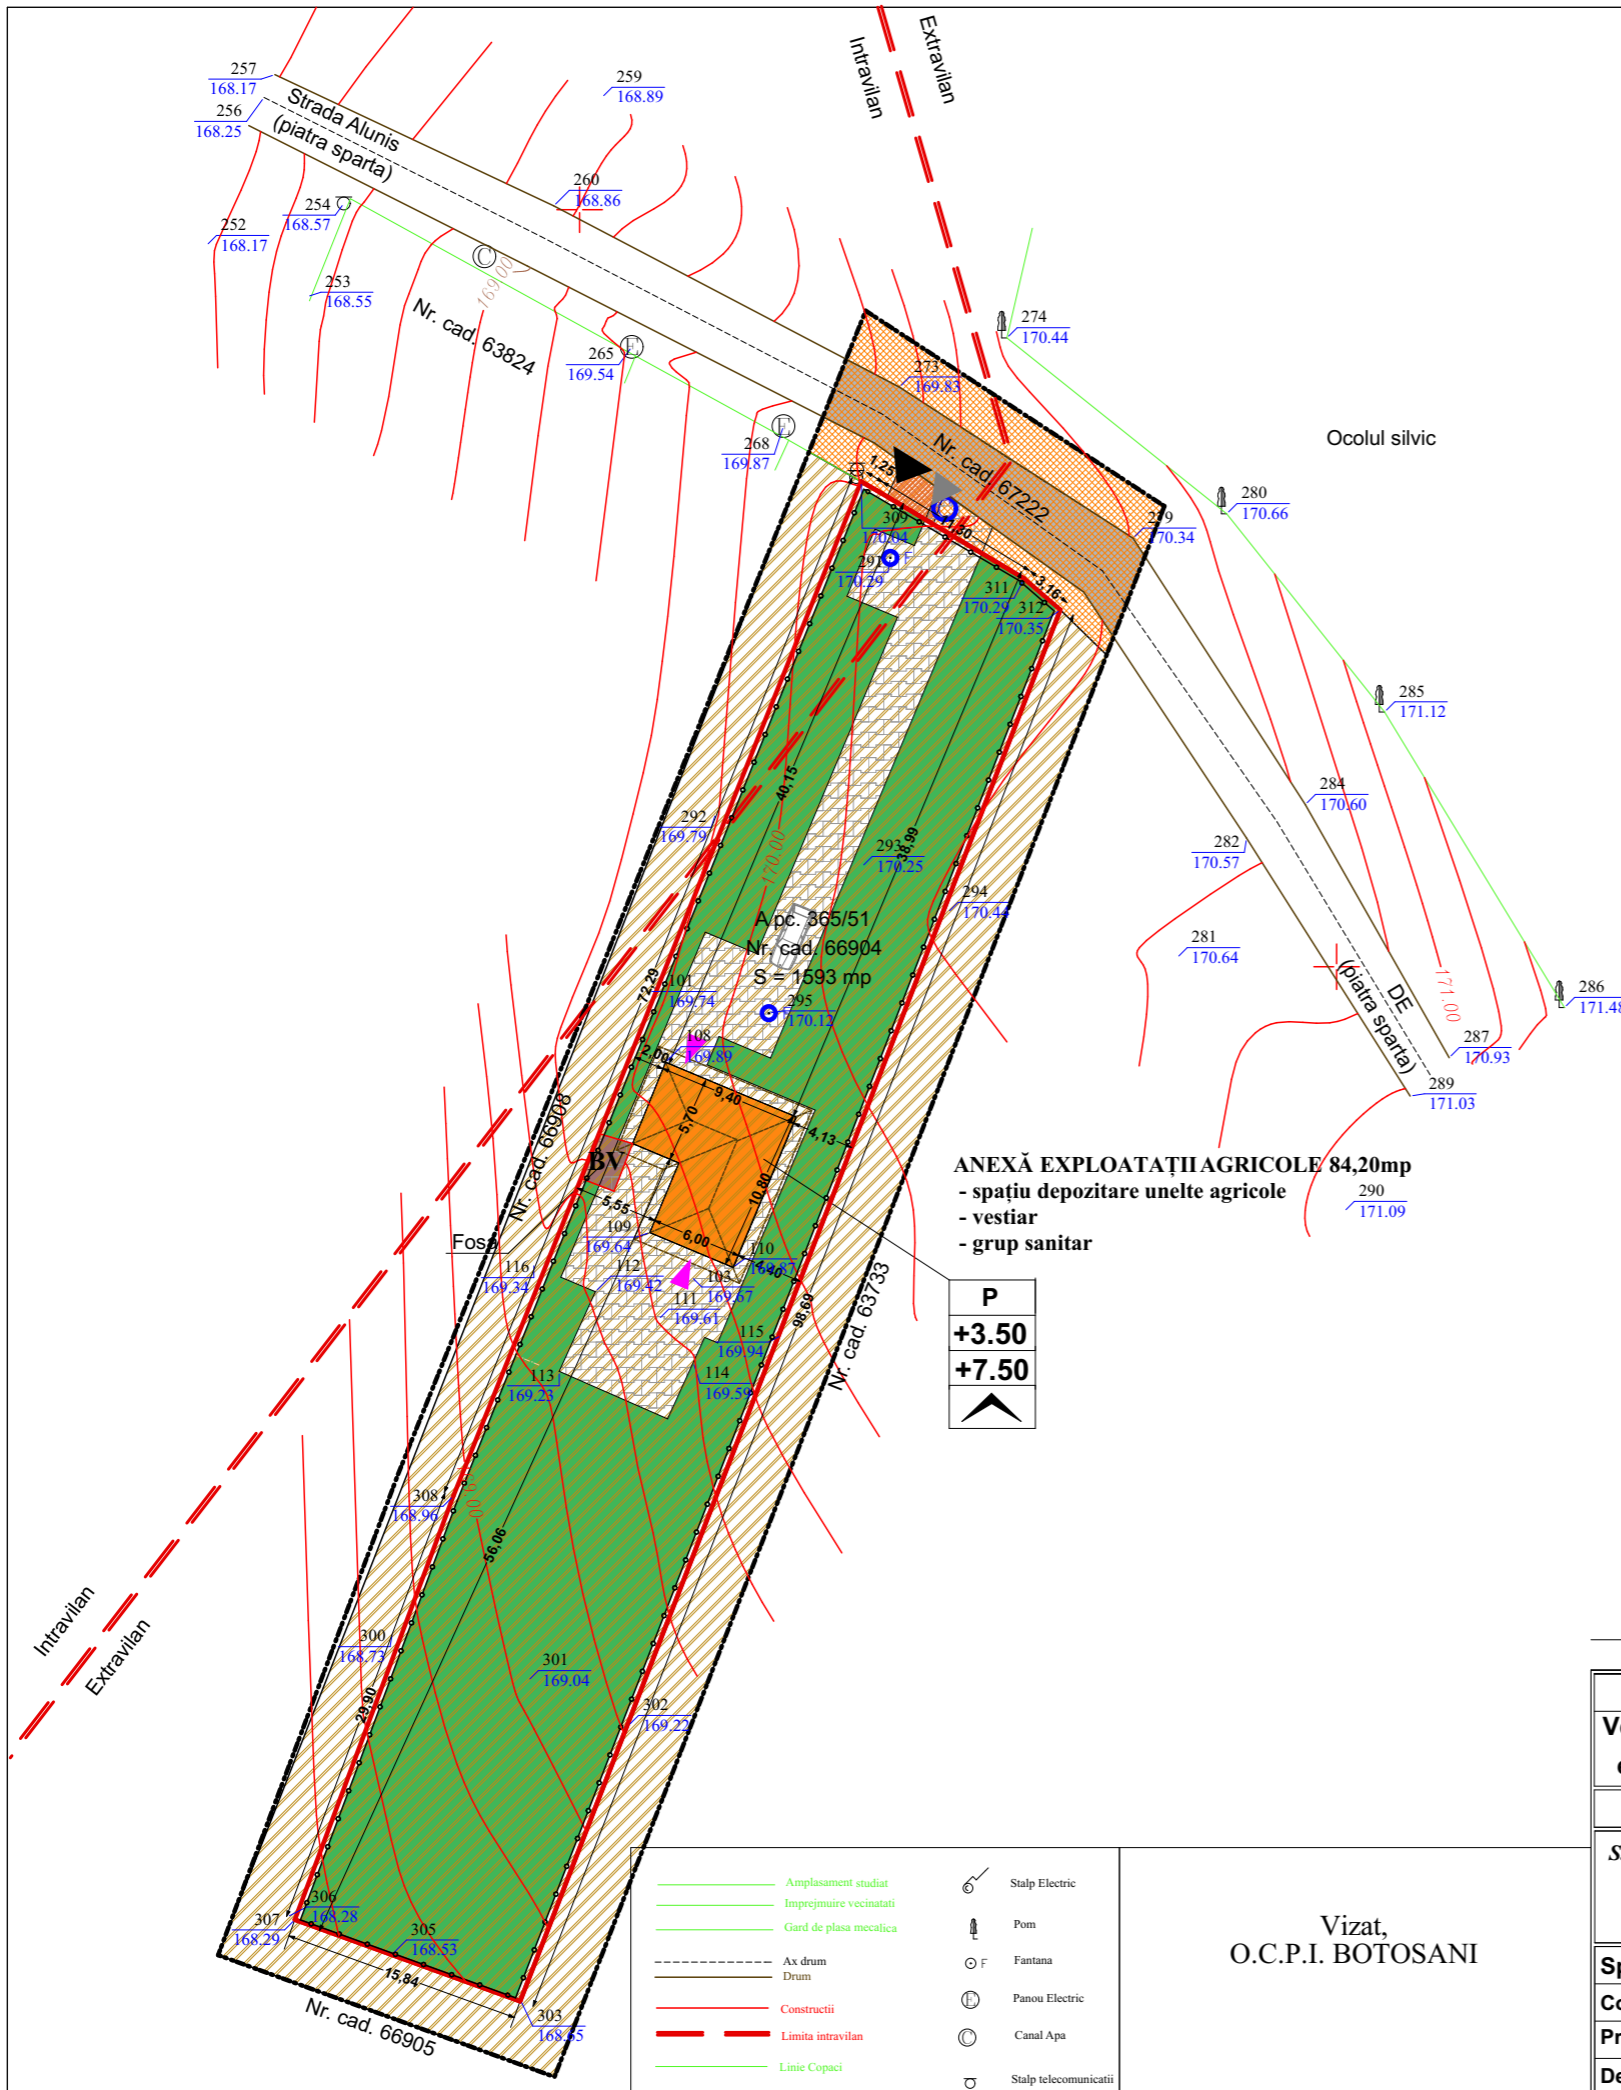 257
168.17
256
168.25
Strada Alunis
(piatra sparta)
259
168.89
260
168.86
254
168.57
252
168.17
253
168.55
169.00
Nr. cad. 63824
265
169.54
268
169.87
Intravilan
Extravilan
273
169.83
274
170.44
Ocolul silvic
280
170.66
279
170.34
Nr. cad. 67222
1,25
11,30
3,16
309
170.04
291
170.29
F
311
170.29
312
170.35
285
171.12
284
170.60
282
170.57
281
170.64
286
171.48
287
170.93
289
171.03
290
171.09
171.00
DE
(piatra sparta)
292
169.79
40,15
38,99
170.00
293
170.25
294
170.44
A pc. 365/51
Nr. cad. 66904
S = 1593 mp
72,29
101
169.74
295
170.12
108
169.89
2,00
9,40
5,70
4,13
10,80
BV
5,55
6,00
4,40
Nr. cad. 66908
Fosa
109
169.64
110
169.87
112
169.42
103
169.67
111
169.61
116
169.34
115
169.94
114
169.59
113
169.23
98,69
Nr. cad. 63733
ANEXĂ EXPLOATAȚII AGRICOLE 84,20mp
- spațiu depozitare unelte agricole
- vestiar
- grup sanitar
P
+3.50
+7.50
308
168.96
169.00
56,06
Intravilan
Extravilan
300
168.73
301
169.04
302
169.22
29,90
306
168.28
307
168.29
305
168.53
303
168.65
15,84
Nr. cad. 66905
Amplasament studiat
Imprejmuire vecinatati
Gard de plasa mecalica
Ax drum
Drum
Constructii
Limita intravilan
Linie Copaci
Stalp Electric
Pom
F
Fantana
E
Panou Electric
C
Canal Apa
Stalp telecomunicatii
Vizat,
O.C.P.I. BOTOSANI